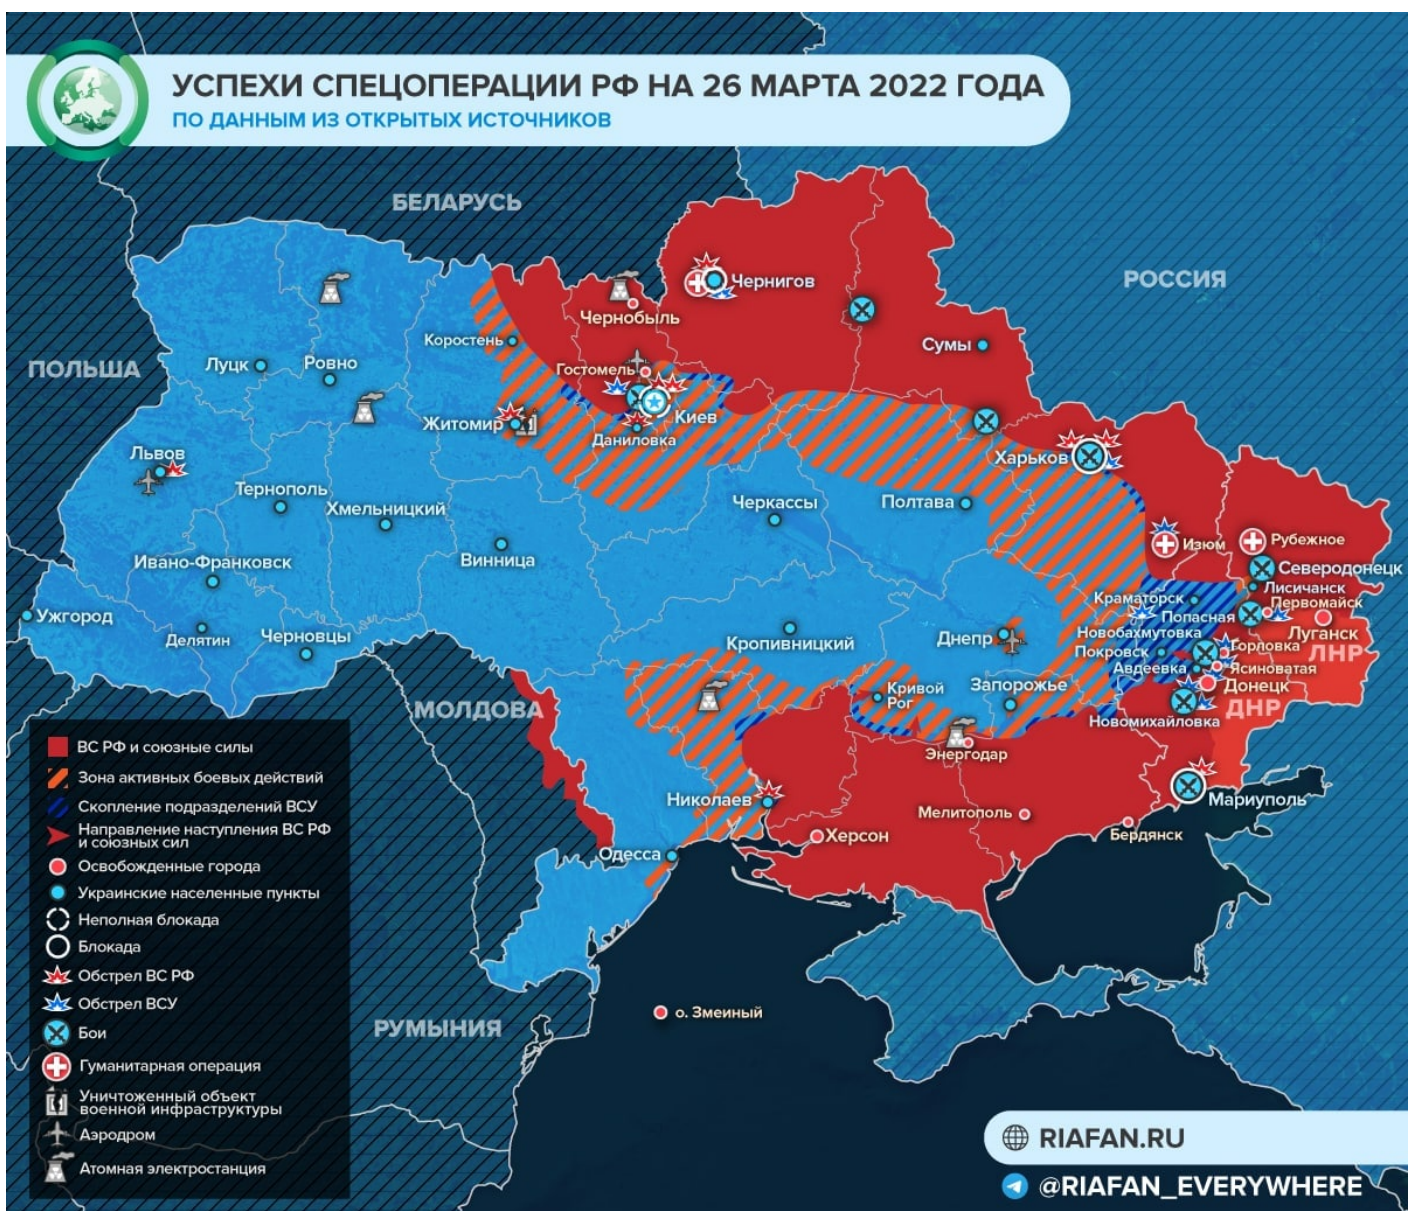 УСПЕХИ СПЕЦОПЕРАЦИИ РФ НА 26 МАРТА 2022 ГОДА
ПО ДАННЫМ ИЗ ОТКРЫТЫХ ИСТОЧНИКОВ
БЕЛАРУСЬ
РОССИЯ
Чернигов
Чернобыль
Коростень
Сумы
ПОЛЬША
Луцк
Ровно
Гостомель
Киев
Житомир
Даниловка
Харьков
Львов
Тернополь
Хмельницкий
Черкассы
Полтава
Винница
Изюм
Рубежное
Ивано-Франковск
Северодонецк
Лисичанск
Краматорск
Первомайск
Ужгород
Попасная
Делятин
Черновцы
Кропивницкий
Днепр
Новобахмутовка
Луганск
ЛНР
Покровск
Горловка
Авдеевка
Ясиноватая
Кривой
Рог
Запорожье
Донецк
ДНР
МОЛДОВА
Новомихайловка
Энергодар
Николаев
Мариуполь
Мелитополь
Херсон
Бердянск
Одесса
о. Змеиный
РУМЫНИЯ
ВС РФ и союзные силы
Зона активных боевых действий
Скопление подразделений ВСУ
Направление наступления ВС РФ
и союзных сил
Освобожденные города
Украинские населенные пункты
Неполная блокада
Блокада
Обстрел ВС РФ
Обстрел ВСУ
Бои
Гуманитарная операция
Уничтоженный объект
военной инфраструктуры
Аэродром
Атомная электростанция
RIAFAN.RU
@RIAFAN_EVERYWHERE